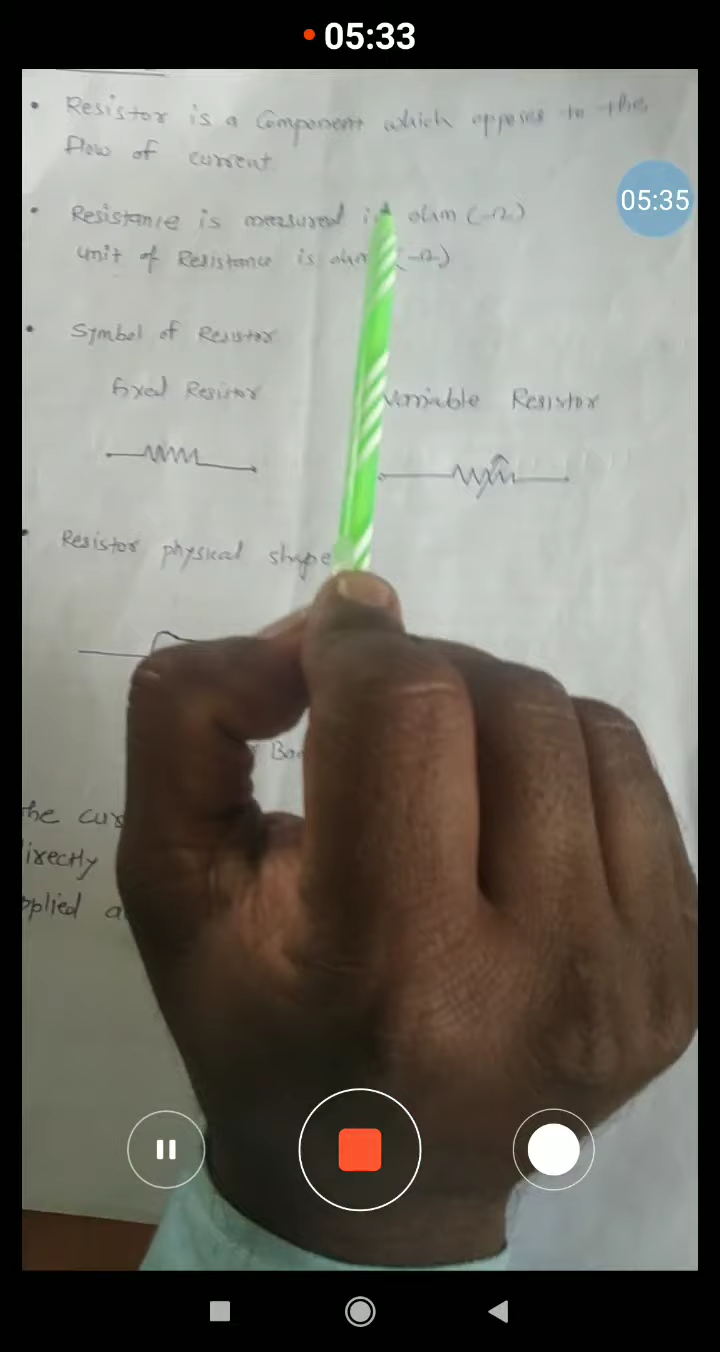 05:33
• Resistor is a Component which opposes to the
flow of current
05:35
• Resistance is measured in ohm (Ω)
unit of Resistance is ohm (Ω)
• Symbol of Resistor
fixed Resistor
Variable Resistor
• Resistor physical shape
the
directly
applied